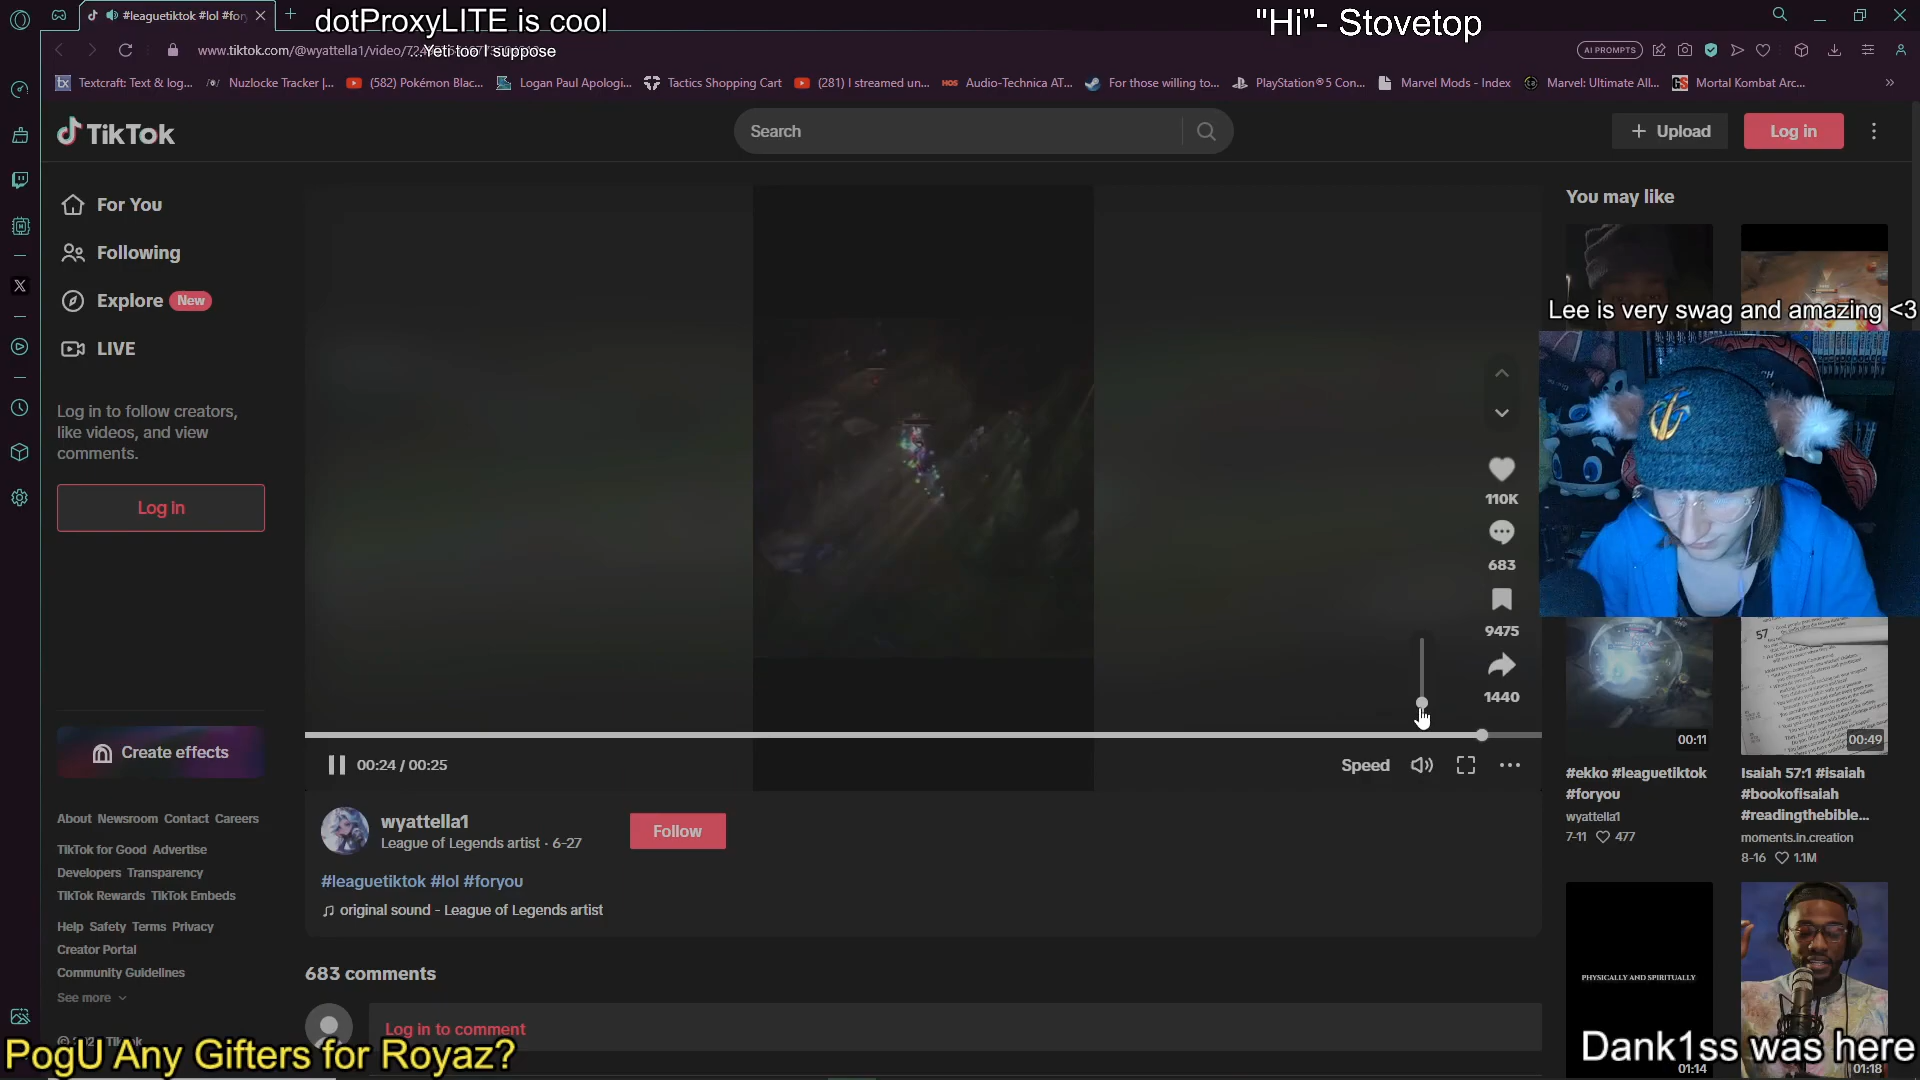 #leaguetiktok #lol #for
dotProxyLITE is cool
"Hi"- Stovetop
www.tiktok.com/@wyattella1/video/
...Yeti too I suppose
AI PROMPTS
Textcraft: Text & log...
Nuzlocke Tracker |...
(582) Pokémon Blac...
Logan Paul Apologi...
Tactics Shopping Cart
(281) I streamed un...
HOS
Audio-Technica AT...
For those willing to...
PlayStation®5 Con...
Marvel Mods - Index
Marvel: Ultimate All...
Mortal Kombat Arc...
TikTok
Search
Upload
Log in
For You
Following
Explore New
LIVE
Log in to follow creators,
like videos, and view
comments.
Log in
Create effects
About Newsroom Contact Careers
TikTok for Good Advertise
Developers Transparency
TikTok Rewards TikTok Embeds
Help Safety Terms Privacy
Creator Portal
Community Guidelines
See more
PogU Any Gifters for Royaz?
110K
683
9475
1440
00:24 / 00:25
Speed
wyattella1
League of Legends artist · 6-27
Follow
#leaguetiktok #lol #foryou
original sound - League of Legends artist
683 comments
Log in to comment
You may like
Lee is very swag and amazing <3
00:11
#ekko #leaguetiktok
#foryou
wyattella1
7-11 477
57
00:49
Isaiah 57:1 #isaiah
#bookofisaiah
#readingthebible...
moments.in.creation
8-16 1.1M
PHYSICALLY AND SPIRITUALLY
Dank1ss was here
01:14
01:18